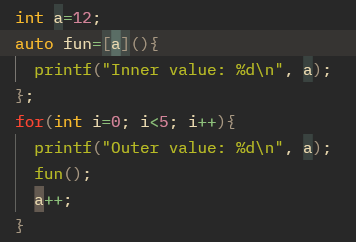 int a=12;
auto fun=[a](){
  printf("Inner value: %d\n", a);
};
for(int i=0; i<5; i++){
  printf("Outer value: %d\n", a);
  fun();
  a++;
}